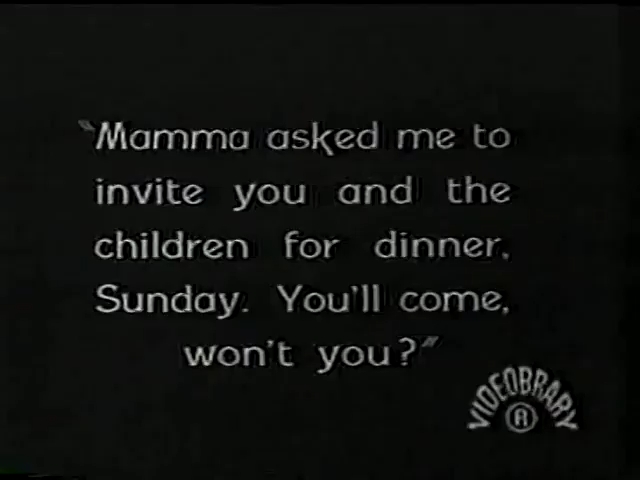 "Mamma asked me to
invite you and the
children for dinner,
Sunday. You'll come,
won't you?"
VIDEOBRARY
R